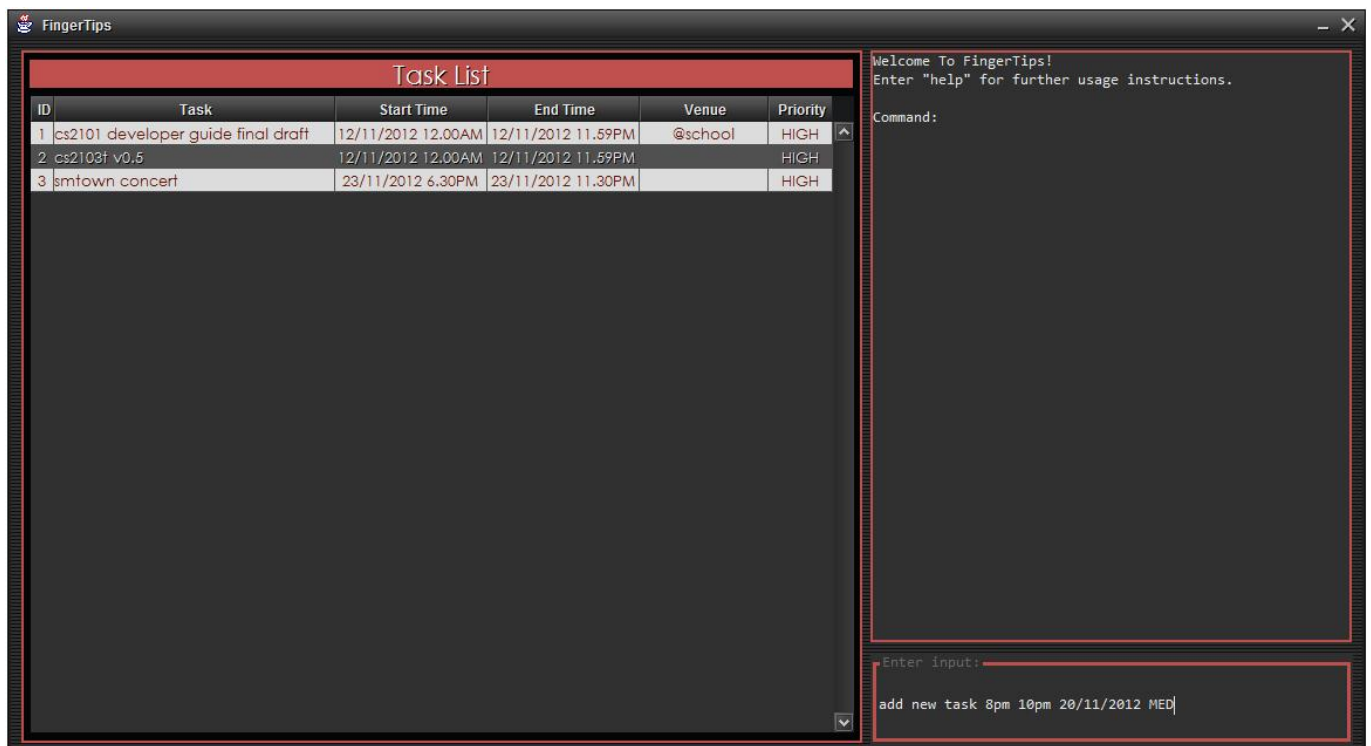 FingerTips
Task List
ID Task Start Time End Time Venue Priority
1 cs2101 developer guide final draft 12/11/2012 12.00AM 12/11/2012 11.59PM @school HIGH
2 cs2103t v0.5 12/11/2012 12.00AM 12/11/2012 11.59PM HIGH
3 smtown concert 23/11/2012 6.30PM 23/11/2012 11.30PM HIGH
Welcome To FingerTips!
Enter "help" for further usage instructions.
Command:
Enter input:
add new task 8pm 10pm 20/11/2012 MED